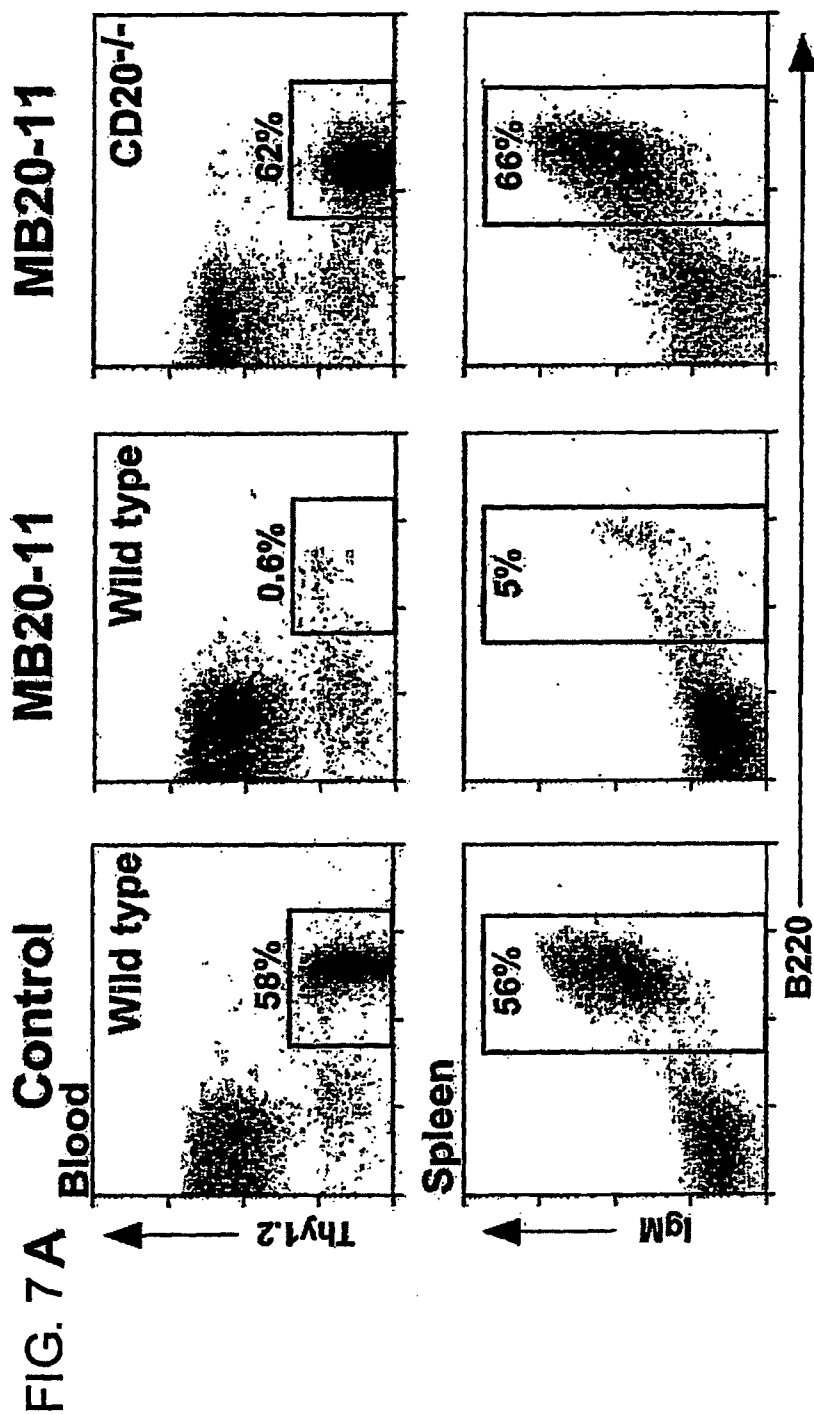 FIG. 7 A
Control
MB20-11
MB20-11
Blood
Wild type
Wild type
CD20-/-
58%
0.6%
62%
Thy1.2
Spleen
56%
5%
66%
IgM
B220